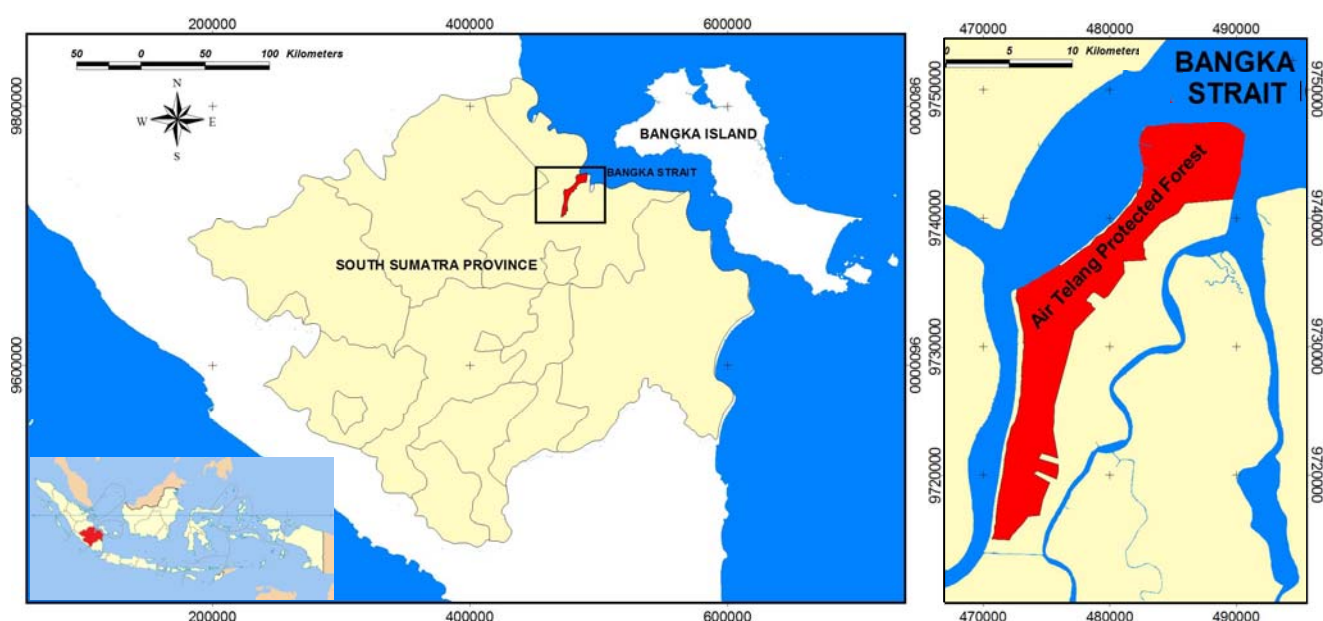 200000 400000 600000
50 0 50 100 Kilometers
N
W E
S
9800000
9600000
BANGKA ISLAND
BANGKA STRAIT
SOUTH SUMATRA PROVINCE
9800000
9600000
200000 400000 600000
470000 480000 490000
0 5 10 Kilometers
BANGKA
STRAIT
9750000
9740000
9730000
9720000
Air Telang Protected Forest
9750000
9740000
9730000
9720000
470000 480000 490000